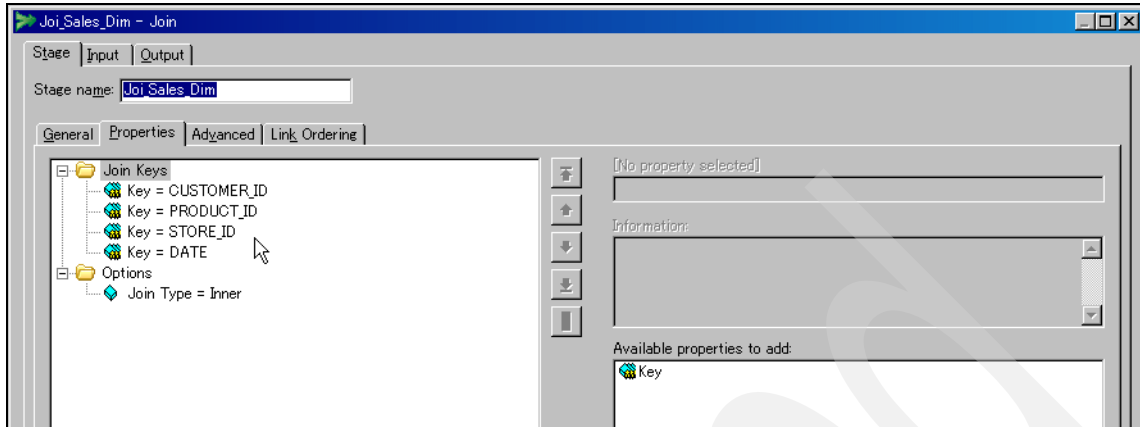 Joi_Sales_Dim - Join
Stage Input Output
Stage name: Joi_Sales_Dim
General Properties Advanced Link Ordering
Join Keys
Key = CUSTOMER_ID
Key = PRODUCT_ID
Key = STORE_ID
Key = DATE
Options
Join Type = Inner
[No property selected]
Information:
Available properties to add:
Key